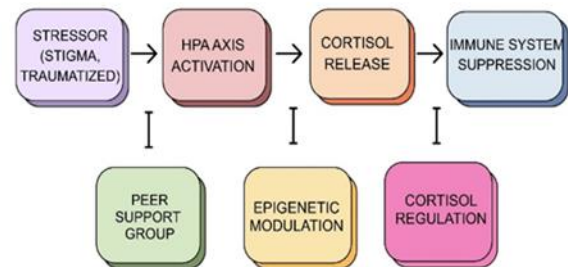 STRESSOR
(STIGMA,
TRAUMATIZED)
HPA AXIS
ACTIVATION
CORTISOL
RELEASE
IMMUNE SYSTEM
SUPPRESSION
PEER
SUPPORT
GROUP
EPIGENETIC
MODULATION
CORTISOL
REGULATION